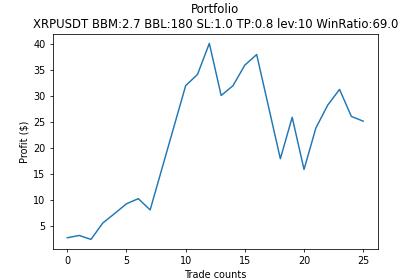 Portfolio
XRPUSDT BBM:2.7 BBL:180 SL:1.0 TP:0.8 lev:10 WinRatio:69.0
40
35
30
25
20
15
10
5
Profit ($)
0 5 10 15 20 25
Trade counts